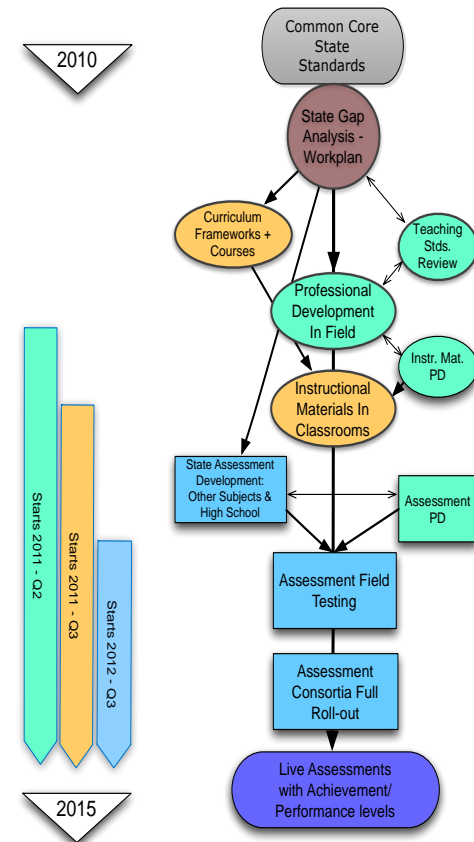 Common Core
State
Standards
2010
State Gap
Analysis -
Workplan
Curriculum
Frameworks +
Courses
Teaching
Stds.
Review
Professional
Development
In Field
Instr. Mat.
PD
Instructional
Materials In
Classrooms
State Assessment
Development:
Other Subjects &
High School
Assessment
PD
Starts 2011 - Q2
Starts 2011 - Q3
Starts 2012 - Q3
Assessment Field
Testing
Assessment
Consortia Full
Roll-out
Live Assessments
with Achievement/
Performance levels
2015